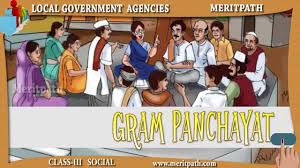 LOCAL GOVERNMENT AGENCIES
MERITPATH
Meritpath
GRAM PANCHAYAT
CLASS-III SOCIAL
www.meritpath.com